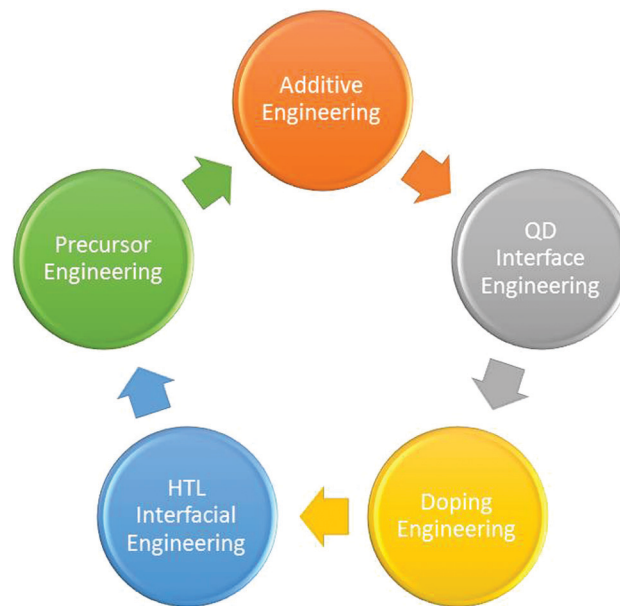 Additive
Engineering
QD
Interface
Engineering
Doping
Engineering
HTL
Interfacial
Engineering
Precursor
Engineering